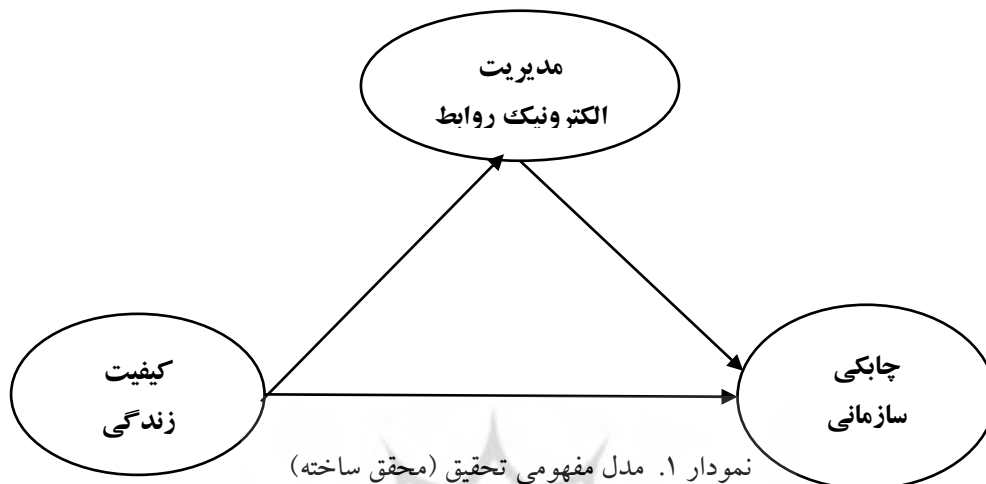 مدیریت
الکترونیک روابط
کیفیت
زندگی
چابکی
سازمانی
نمودار ۱. مدل مفهومی تحقیق (محقق ساخته)